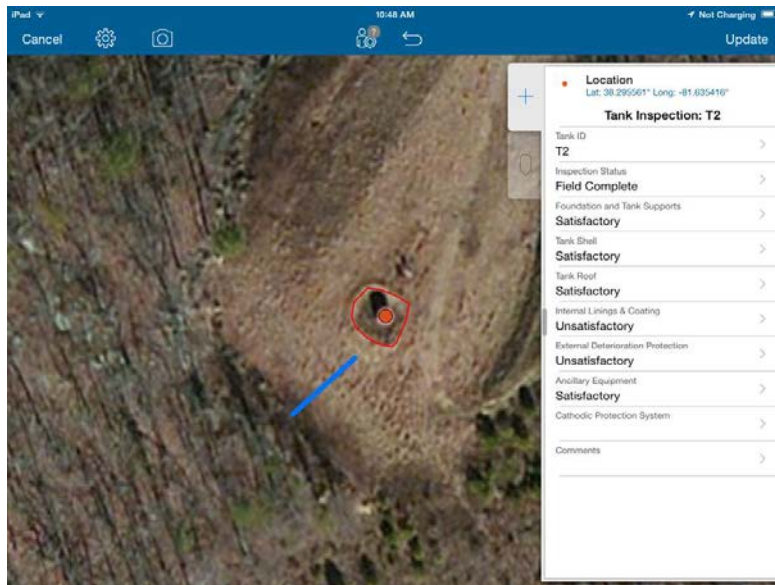 iPad
10:48 AM
Not Charging
Cancel
?
Update
Location
Lat: 38.295561° Long: -81.635416°
Tank Inspection: T2
Tank ID
T2
Inspection Status
Field Complete
Foundation and Tank Supports
Satisfactory
Tank Shell
Satisfactory
Tank Roof
Satisfactory
Internal Linings & Coating
Unsatisfactory
External Deterioration Protection
Unsatisfactory
Ancillary Equipment
Satisfactory
Cathodic Protection System
Comments